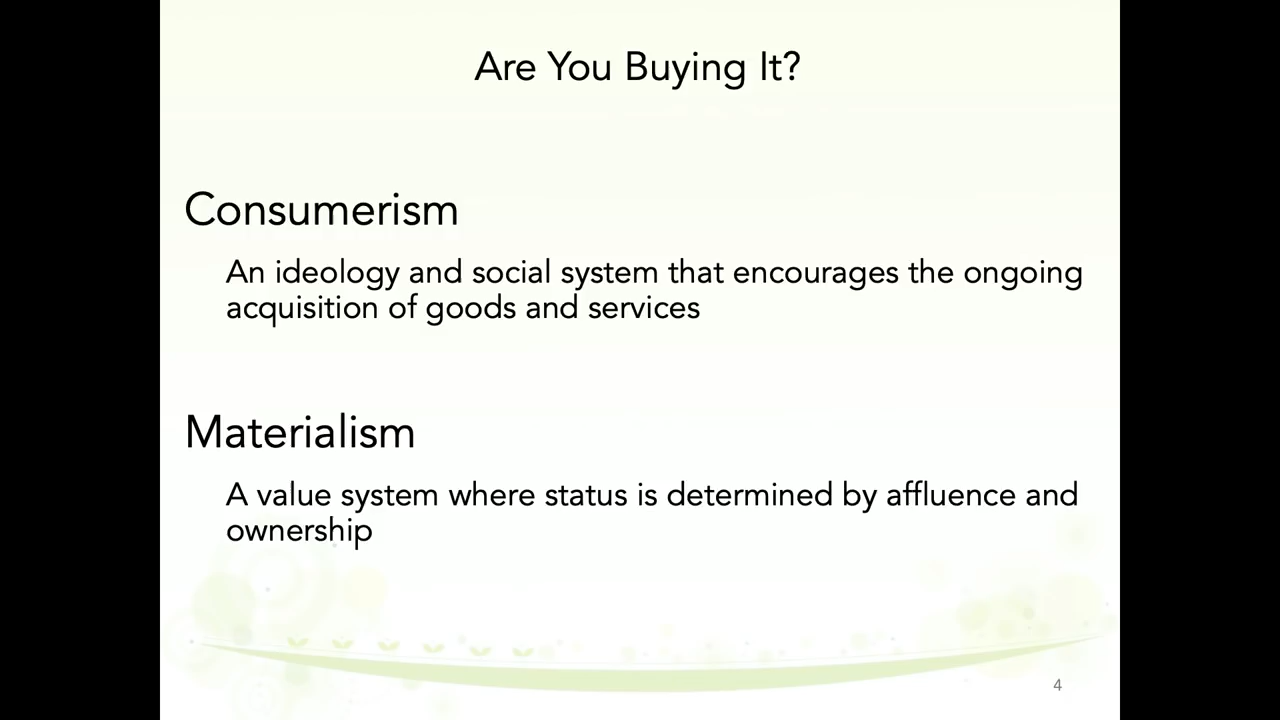 Are You Buying It?
Consumerism
An ideology and social system that encourages the ongoing
acquisition of goods and services
Materialism
A value system where status is determined by affluence and
ownership
4